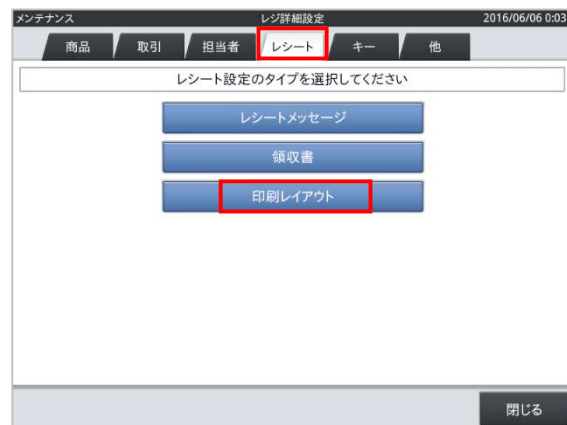 メンテナンス レジ詳細設定 2016/06/06 0:03
商品 取引 担当者 レシート キー 他
レシート設定のタイプを選択してください
レシートメッセージ
領収書
印刷レイアウト
閉じる